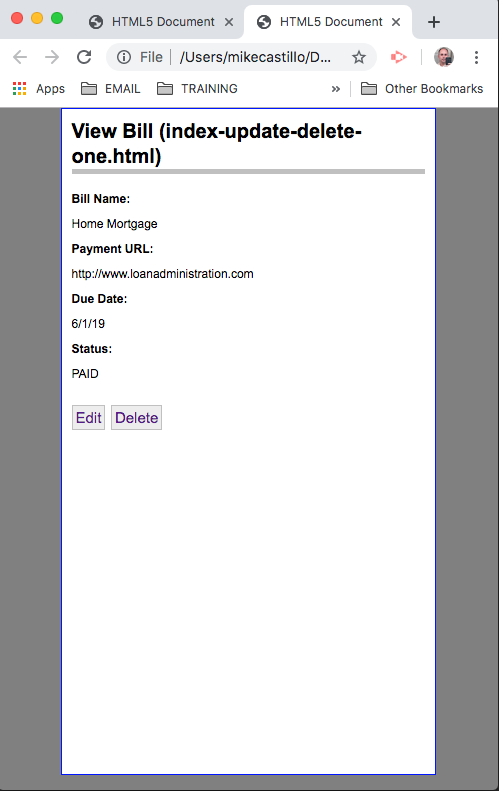 HTML5 Document
HTML5 Document
File | /Users/mikecastillo/D...
Apps
EMAIL
TRAINING
»
Other Bookmarks
View Bill (index-update-delete-
one.html)
Bill Name:
Home Mortgage
Payment URL:
http://www.loanadministration.com
Due Date:
6/1/19
Status:
PAID
Edit
Delete